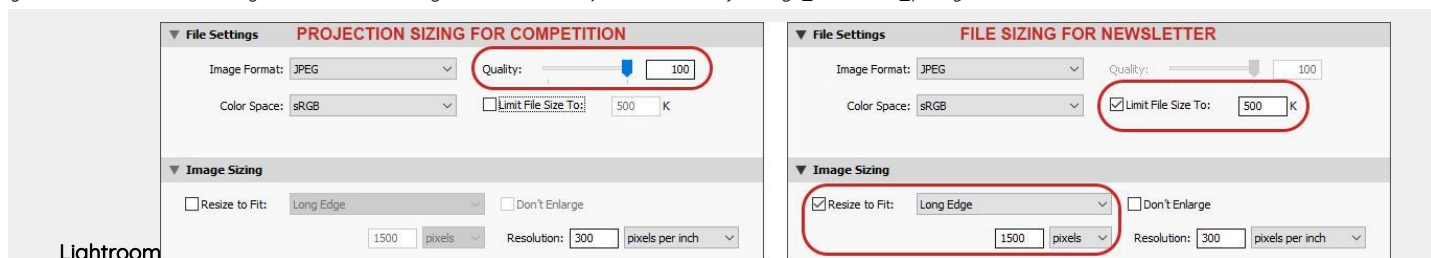 File Settings PROJECTION SIZING FOR COMPETITION
Image Format: JPEG Quality: 100
Color Space: sRGB Limit File Size To: 500 K
Image Sizing
Resize to Fit: Long Edge Don't Enlarge
1500 pixels Resolution: 300 pixels per inch
File Settings FILE SIZING FOR NEWSLETTER
Image Format: JPEG Quality: 100
Color Space: sRGB Limit File Size To: 500 K
Image Sizing
Resize to Fit: Long Edge Don't Enlarge
1500 pixels Resolution: 300 pixels per inch
Lightroom